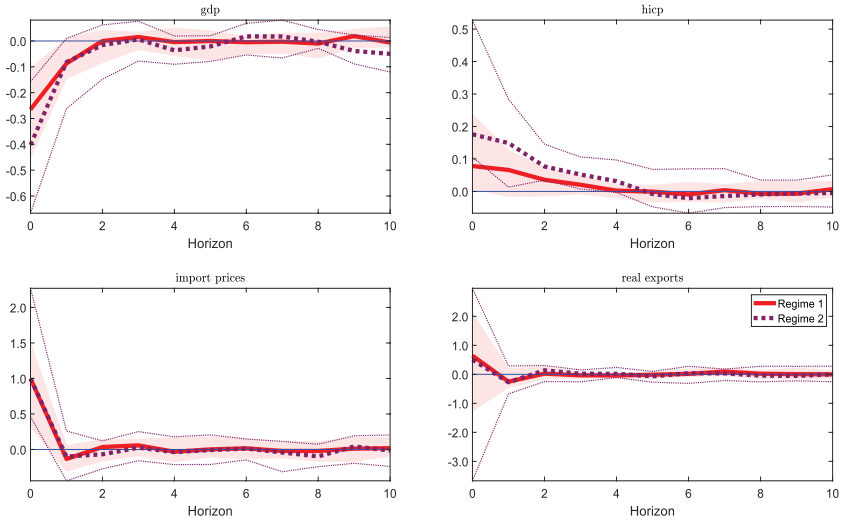 gdp
0.0
-0.1
-0.2
-0.3
-0.4
-0.5
-0.6
0 2 4 6 8 10
Horizon
hicp
0.5
0.4
0.3
0.2
0.1
0.0
0 2 4 6 8 10
Horizon
import prices
2.0
1.5
1.0
0.5
0.0
0 2 4 6 8 10
Horizon
real exports
Regime 1
Regime 2
2.0
1.0
0.0
-1.0
-2.0
-3.0
0 2 4 6 8 10
Horizon